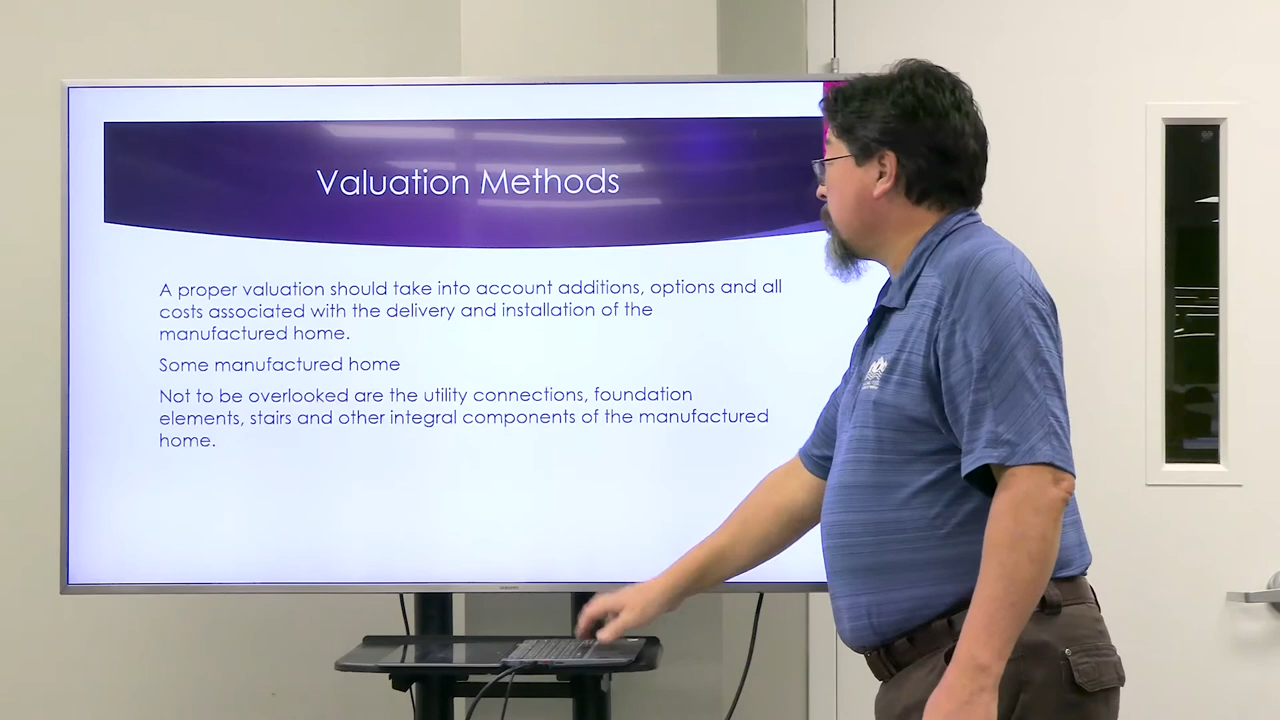 Valuation Methods
A proper valuation should take into account additions, options and all
costs associated with the delivery and installation of the
manufactured home.
Some manufactured home
Not to be overlooked are the utility connections, foundation
elements, stairs and other integral components of the manufactured
home.